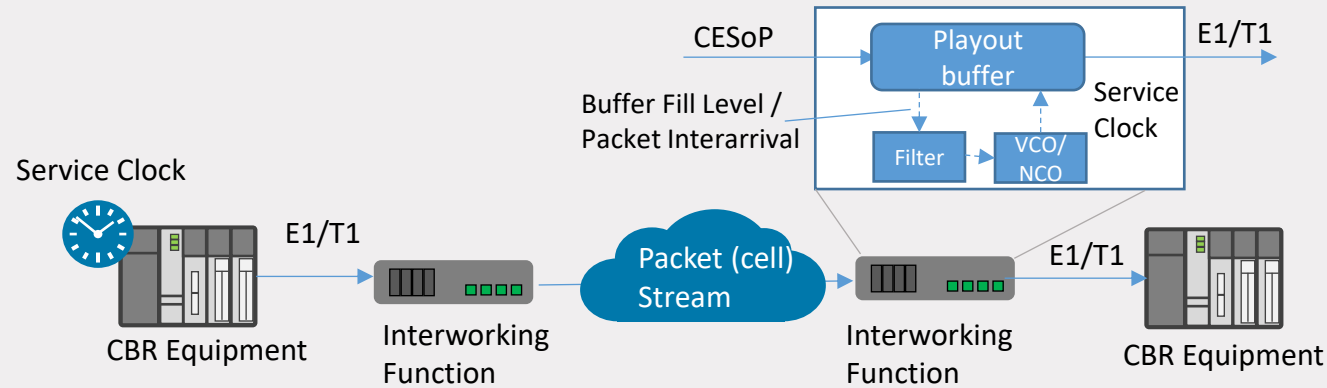 CESoP
Playout
buffer
E1/T1
Buffer Fill Level /
Packet Interarrival
Service
Clock
Filter
VCO/
NCO
Service Clock
E1/T1
Packet (cell)
Stream
E1/T1
CBR Equipment
Interworking
Function
Interworking
Function
CBR Equipment